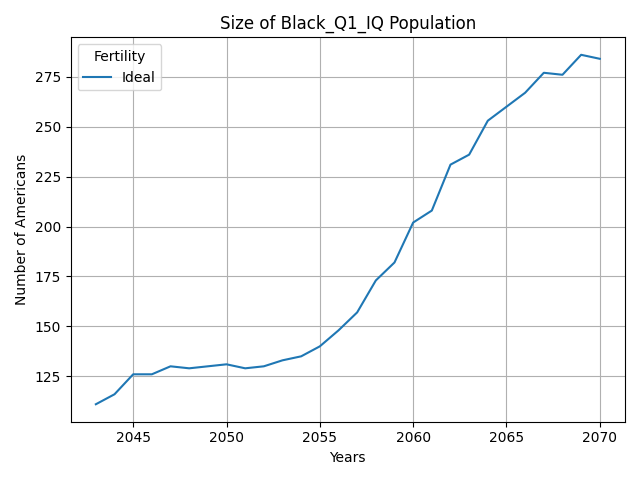 Size of Black_Q1_IQ Population
Fertility
Ideal
Number of Americans
275
250
225
200
175
150
125
2045 2050 2055 2060 2065 2070
Years